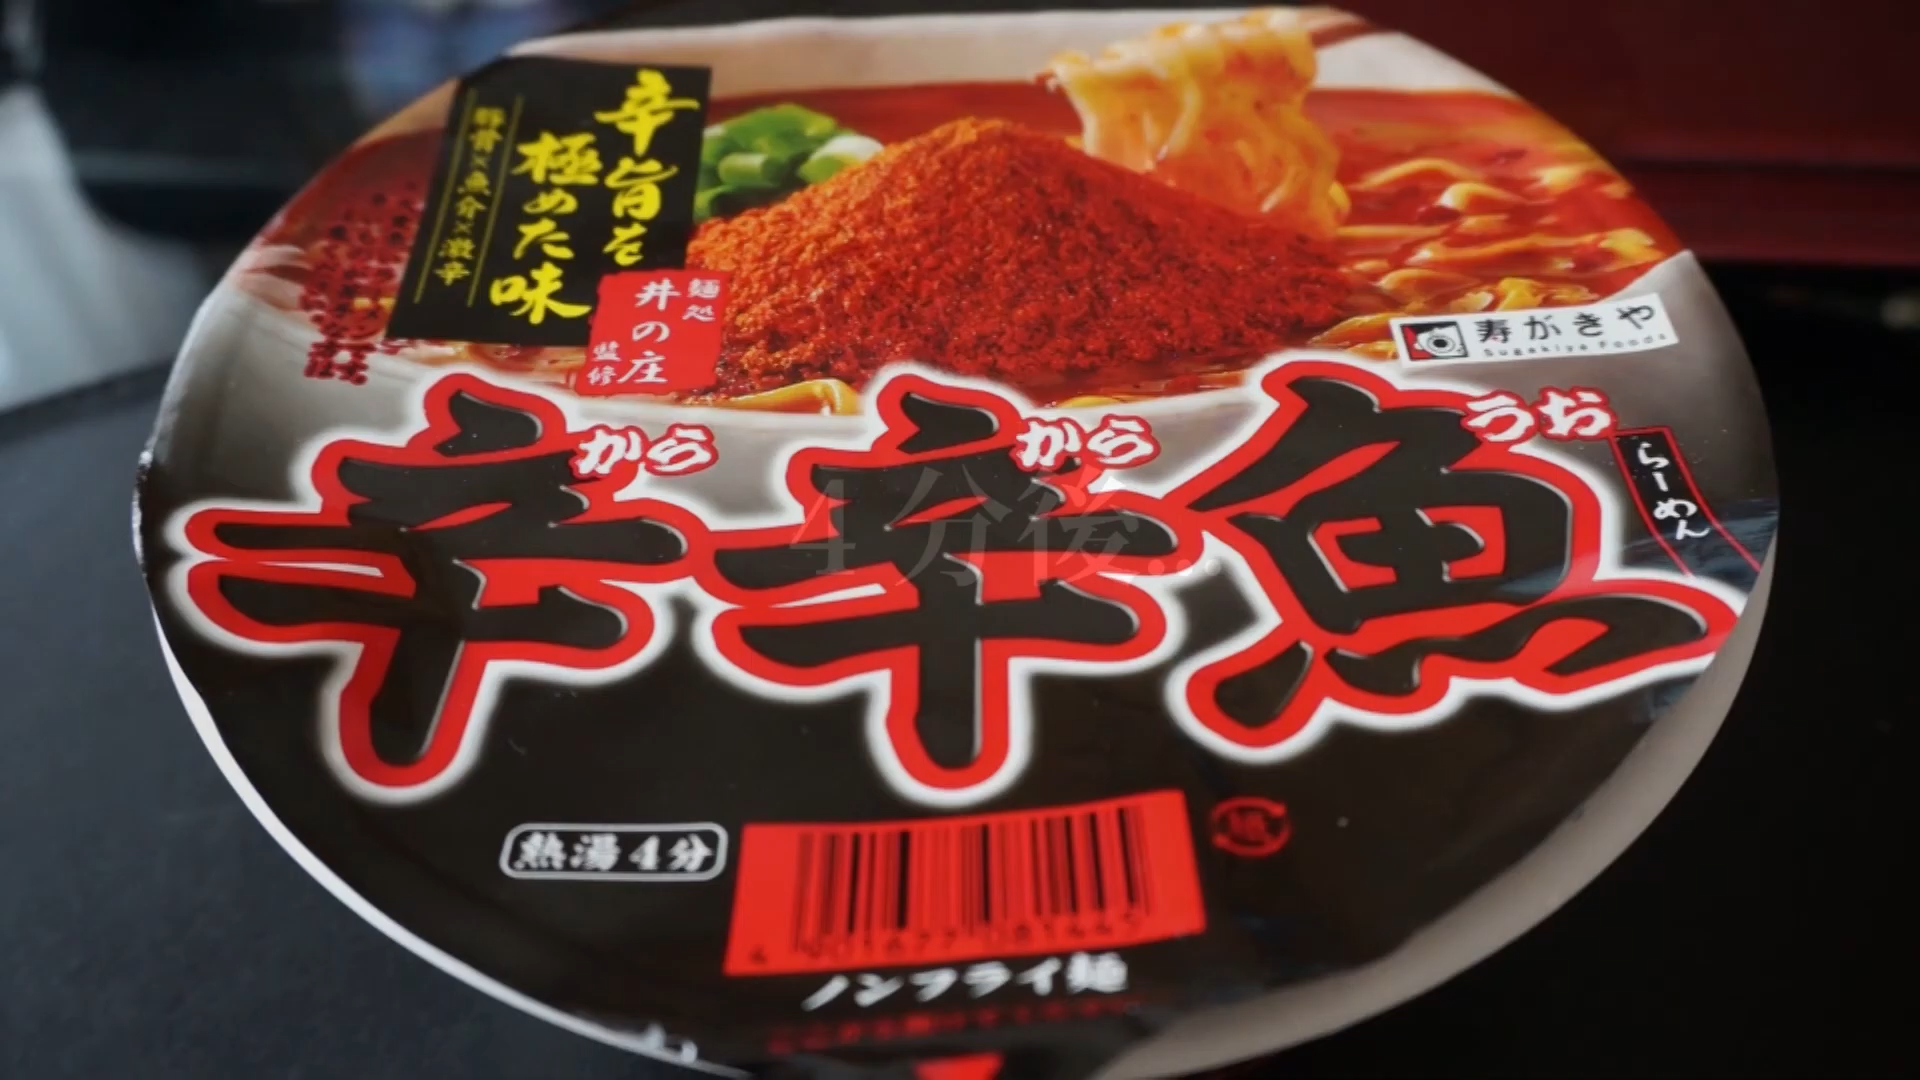 辛旨を
極めた味
豚骨×魚介×激辛
麺処
井の庄
監修
寿がきや
Sugakiya Foods
から から うお
辛辛魚
らーめん
4分後...
熱湯4分
ノンフライ麺